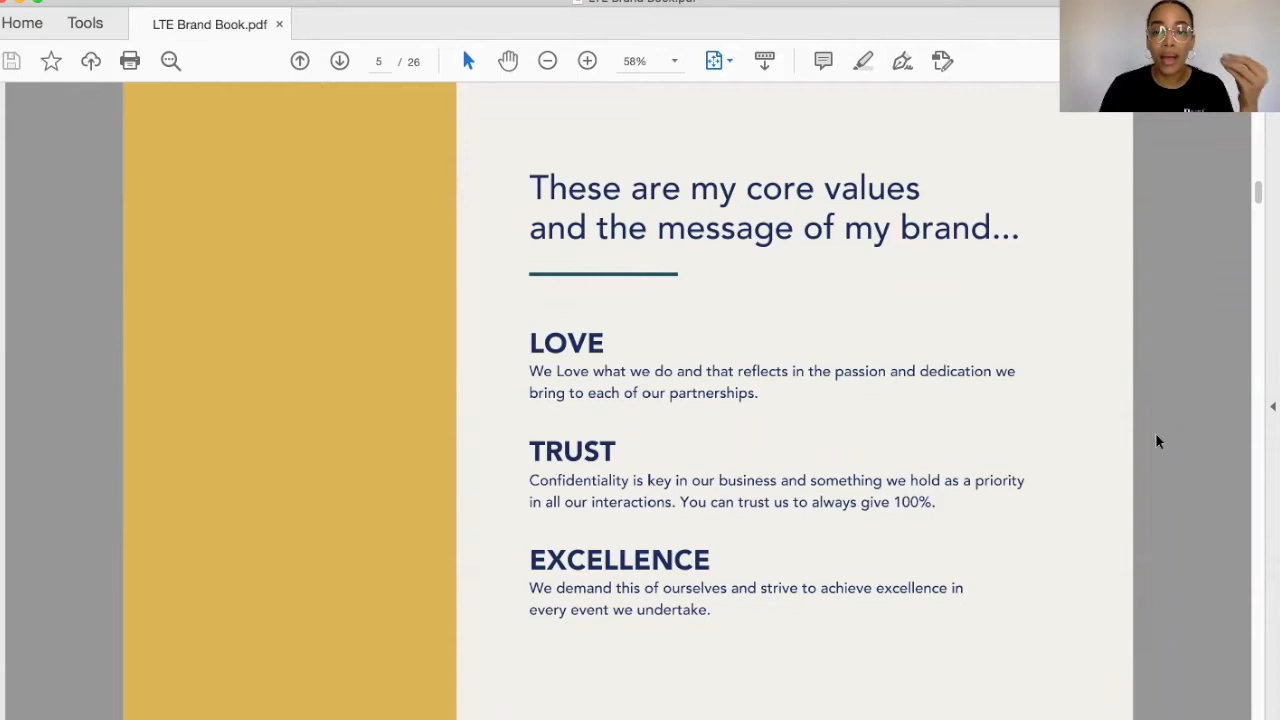 Home
Tools
LTE Brand Book.pdf
×
5 / 26
58%
These are my core values
and the message of my brand...
LOVE
We Love what we do and that reflects in the passion and dedication we
bring to each of our partnerships.
TRUST
Confidentiality is key in our business and something we hold as a priority
in all our interactions. You can trust us to always give 100%.
EXCELLENCE
We demand this of ourselves and strive to achieve excellence in
every event we undertake.